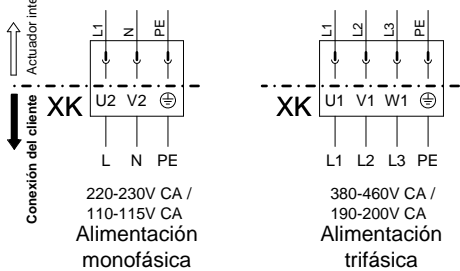 L1 N PE
L1 L2 L3 PE
Actuador
XK U2 V2
XK U1 V1 W1
Conexión del cliente
L N PE
L1 L2 L3 PE
220-230V CA /
110-115V CA
Alimentación
monofásica
380-460V CA /
190-200V CA
Alimentación
trifásica